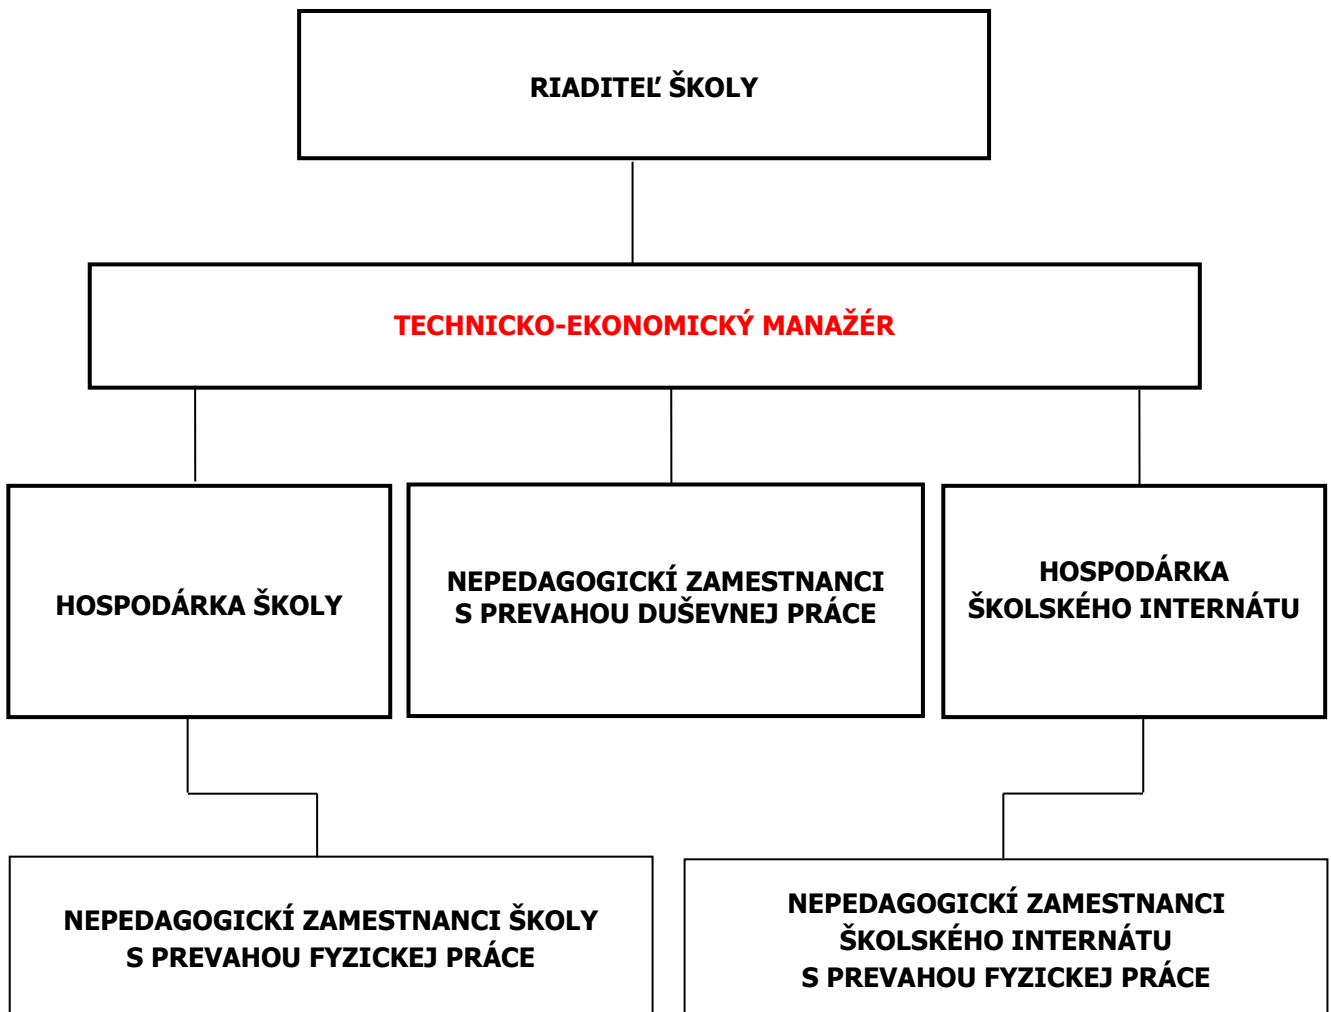 RIADITEĽ ŠKOLY
TECHNICKO-EKONOMICKÝ MANAŽÉR
HOSPODÁRKA ŠKOLY
NEPEDAGOGICKÍ ZAMESTNANCI
S PREVAHOU DUŠEVNEJ PRÁCE
HOSPODÁRKA
ŠKOLSKÉHO INTERNÁTU
NEPEDAGOGICKÍ ZAMESTNANCI ŠKOLY
S PREVAHOU FYZICKEJ PRÁCE
NEPEDAGOGICKÍ ZAMESTNANCI
ŠKOLSKÉHO INTERNÁTU
S PREVAHOU FYZICKEJ PRÁCE